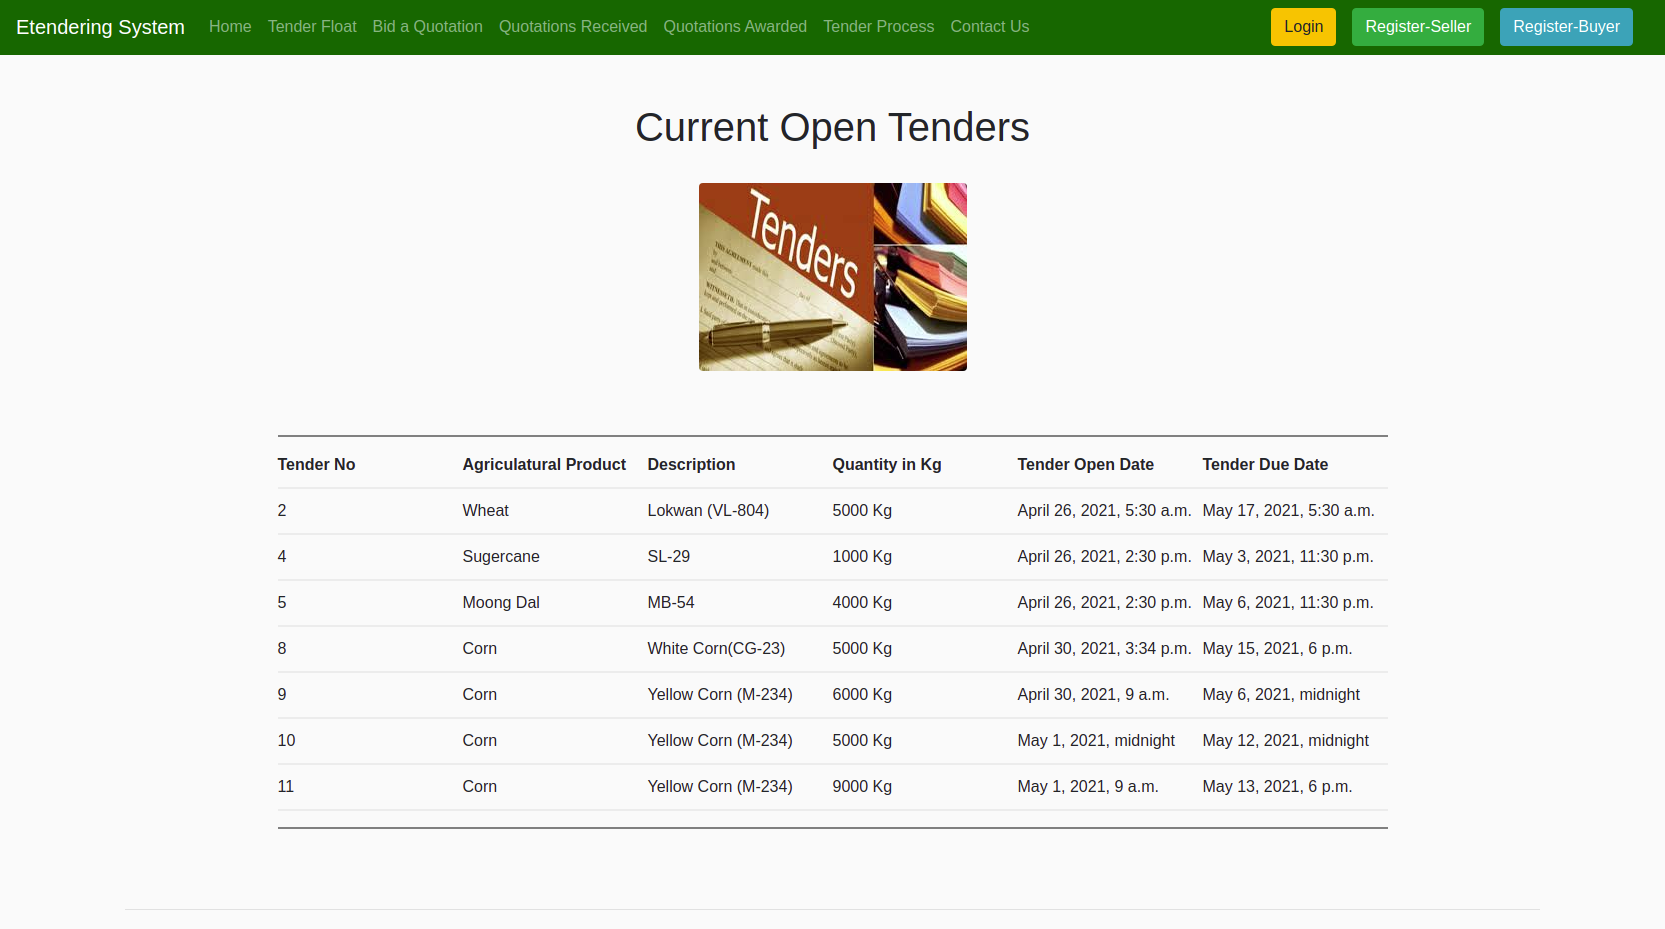 Etendering System Home Tender Float Bid a Quotation Quotations Received Quotations Awarded Tender Process Contact Us Login Register-Seller Register-Buyer
Current Open Tenders
Tenders
Tender No Agriculatural Product Description Quantity in Kg Tender Open Date Tender Due Date
2 Wheat Lokwan (VL-804) 5000 Kg April 26, 2021, 5:30 a.m. May 17, 2021, 5:30 a.m.
4 Sugercane SL-29 1000 Kg April 26, 2021, 2:30 p.m. May 3, 2021, 11:30 p.m.
5 Moong Dal MB-54 4000 Kg April 26, 2021, 2:30 p.m. May 6, 2021, 11:30 p.m.
8 Corn White Corn(CG-23) 5000 Kg April 30, 2021, 3:34 p.m. May 15, 2021, 6 p.m.
9 Corn Yellow Corn (M-234) 6000 Kg April 30, 2021, 9 a.m. May 6, 2021, midnight
10 Corn Yellow Corn (M-234) 5000 Kg May 1, 2021, midnight May 12, 2021, midnight
11 Corn Yellow Corn (M-234) 9000 Kg May 1, 2021, 9 a.m. May 13, 2021, 6 p.m.